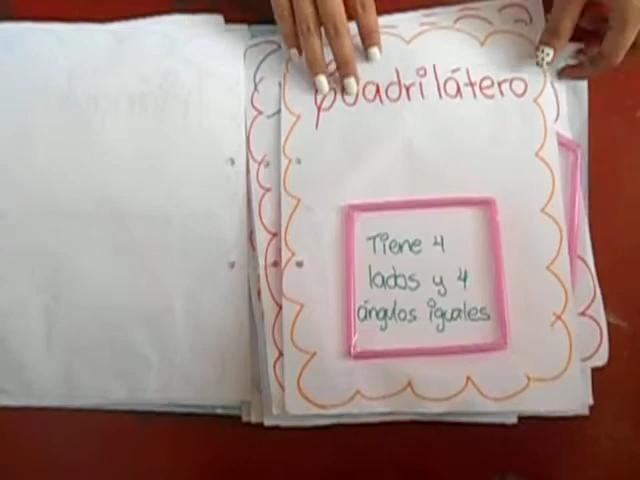 Cuadrilátero
Tiene 4
lados y 4
ángulos iguales